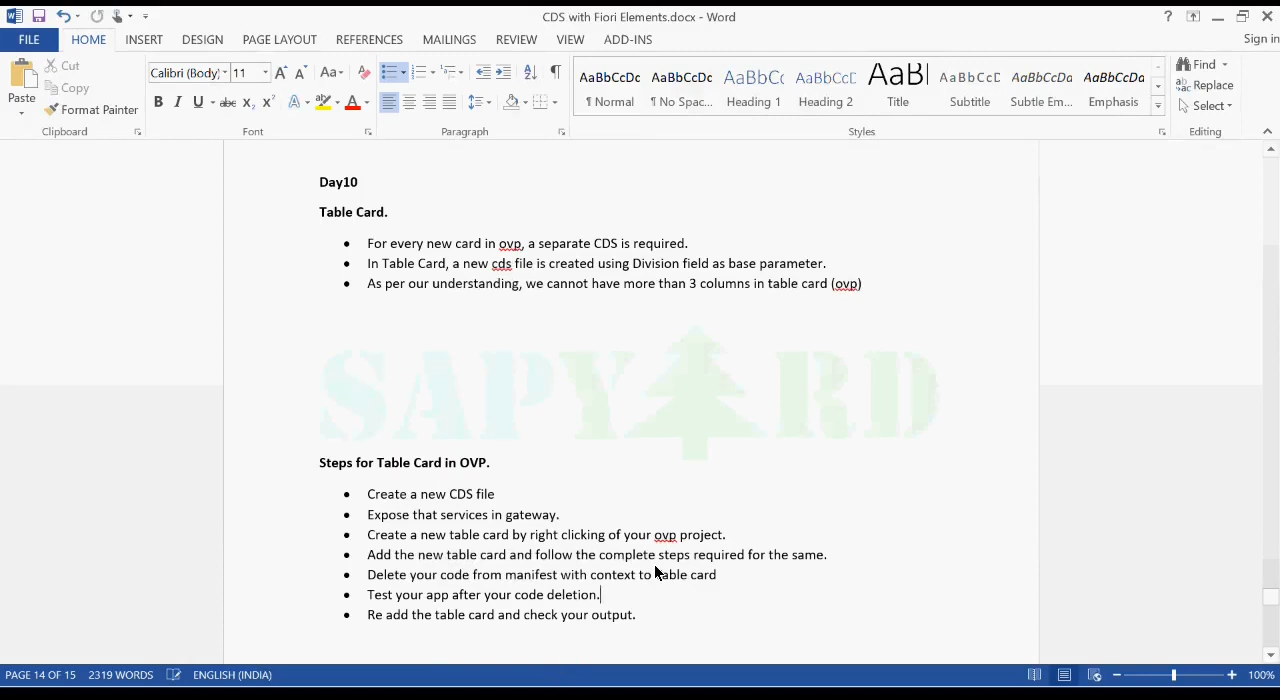 CDS with Fiori Elements.docx - Word
?
Sign in
FILE HOME INSERT DESIGN PAGE LAYOUT REFERENCES MAILINGS REVIEW VIEW ADD-INS
Paste
Cut
Copy
Format Painter
Clipboard
Calibri (Body) 11
Aa
B I U abc X₂ X²
Font
Paragraph
AaBbCcDc AaBbCcDc AaBbCc AaBbCcC AaBl AaBbCcD AaBbCcDa AaBbCcDa
¶ Normal ¶ No Spac... Heading 1 Heading 2 Title Subtitle Subtle Em... Emphasis
Styles
Find
Replace
Select
Editing
Day10
Table Card.
• For every new card in ovp, a separate CDS is required.
• In Table Card, a new cds file is created using Division field as base parameter.
• As per our understanding, we cannot have more than 3 columns in table card (ovp)
SAPYARD
Steps for Table Card in OVP.
• Create a new CDS file
• Expose that services in gateway.
• Create a new table card by right clicking of your ovp project.
• Add the new table card and follow the complete steps required for the same.
• Delete your code from manifest with context to table card
• Test your app after your code deletion.
• Re add the table card and check your output.
PAGE 14 OF 15 2319 WORDS ENGLISH (INDIA) 100%